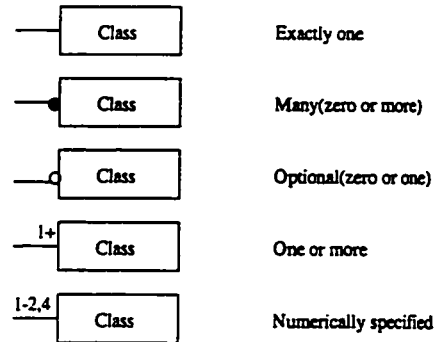 Class Exactly one
Class Many(zero or more)
Class Optional(zero or one)
1+ Class One or more
1-2,4 Class Numerically specified